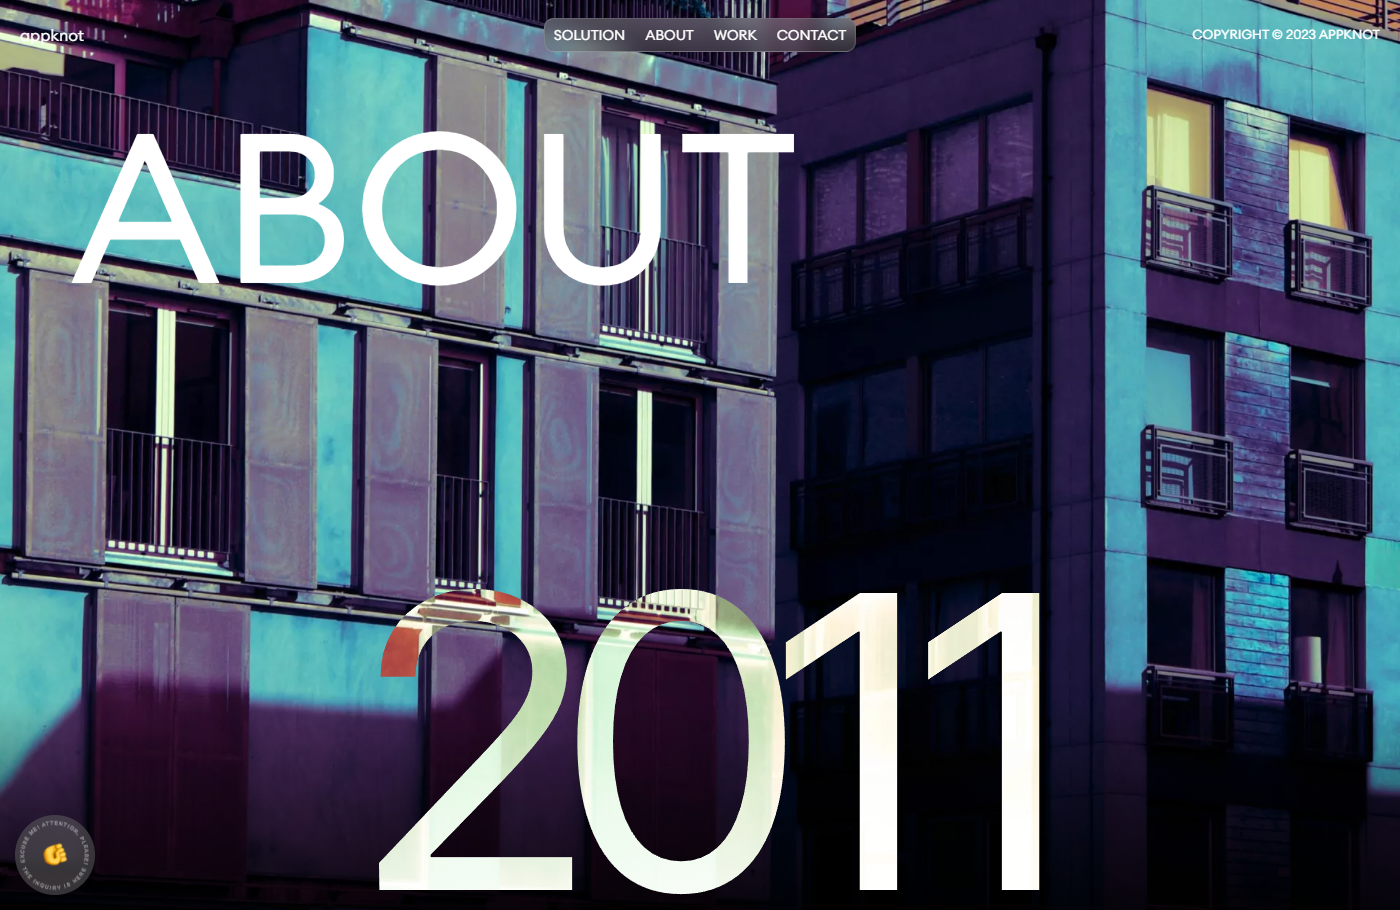 appknot
SOLUTION ABOUT WORK CONTACT
COPYRIGHT © 2023 APPKNOT
ABOUT
2011
EXCUSE ME! ATTENTION, PLEASE! THE INQUIRY IS HERE!